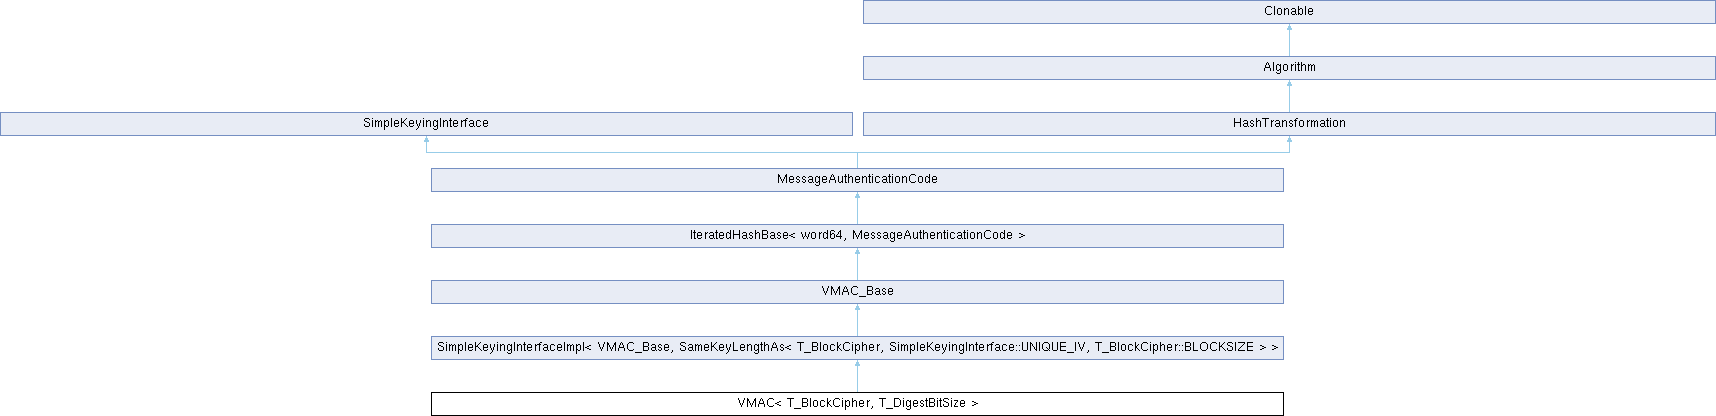 Clonable
Algorithm
SimpleKeyingInterface
HashTransformation
MessageAuthenticationCode
IteratedHashBase< word64, MessageAuthenticationCode >
VMAC_Base
SimpleKeyingInterfaceImpl< VMAC_Base, SameKeyLengthAs< T_BlockCipher, SimpleKeyingInterface::UNIQUE_IV, T_BlockCipher::BLOCKSIZE > >
VMAC< T_BlockCipher, T_DigestBitSize >